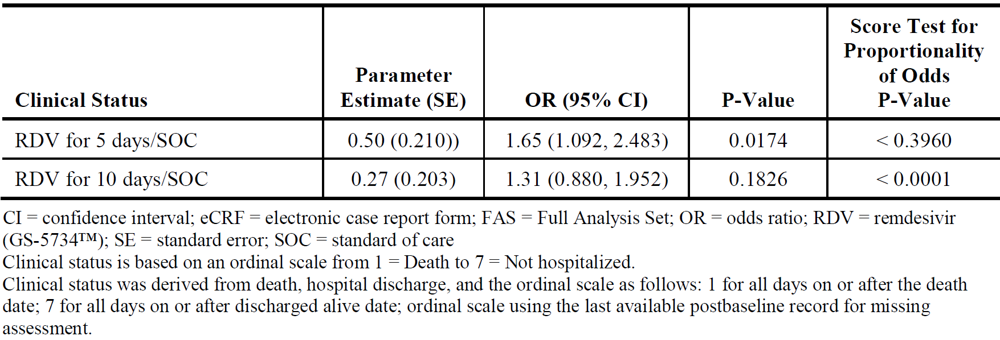 Clinical Status
Parameter
Estimate (SE)
OR (95% CI)
P-Value
Score Test for
Proportionality
of Odds
P-Value
RDV for 5 days/SOC 0.50 (0.210)) 1.65 (1.092, 2.483) 0.0174 < 0.3960
RDV for 10 days/SOC 0.27 (0.203) 1.31 (0.880, 1.952) 0.1826 < 0.0001
CI = confidence interval; eCRF = electronic case report form; FAS = Full Analysis Set; OR = odds ratio; RDV = remdesivir
(GS-5734™); SE = standard error; SOC = standard of care
Clinical status is based on an ordinal scale from 1 = Death to 7 = Not hospitalized.
Clinical status was derived from death, hospital discharge, and the ordinal scale as follows: 1 for all days on or after the death
date; 7 for all days on or after discharged alive date; ordinal scale using the last available postbaseline record for missing
assessment.